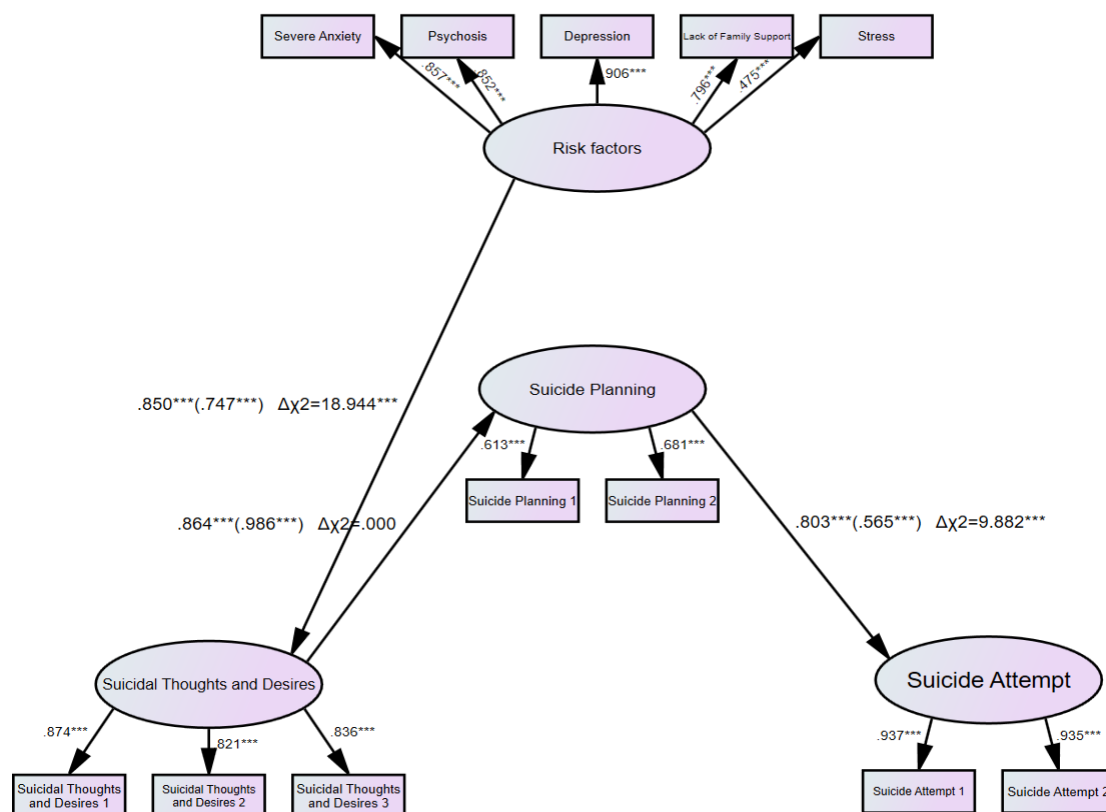 Severe Anxiety
Psychosis
Depression
Lack of Family Support
Stress
.857***
.852***
.906***
.796***
.475***
Risk factors
Suicide Planning
.850***(.747***) Δχ2=18.944***
.613***
.681***
Suicide Planning 1
Suicide Planning 2
.864***(.986***) Δχ2=.000
.803***(.565***) Δχ2=9.882***
Suicidal Thoughts and Desires
Suicide Attempt
.874***
.821***
.836***
.937***
.935***
Suicidal Thoughts
and Desires 1
Suicidal Thoughts
and Desires 2
Suicidal Thoughts
and Desires 3
Suicide Attempt 1
Suicide Attempt 2